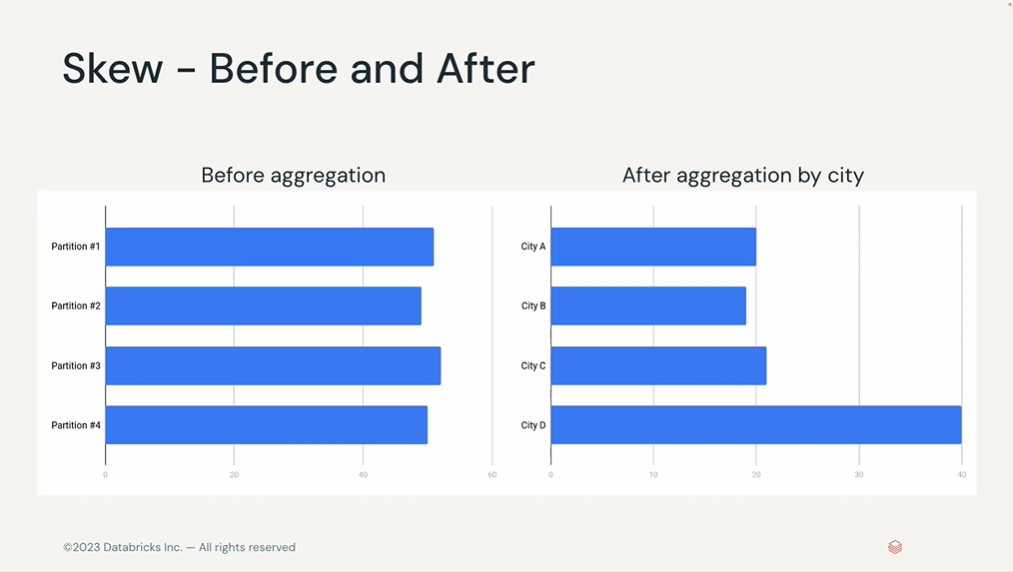 Skew - Before and After
Before aggregation
Partition #1
Partition #2
Partition #3
Partition #4
0 20 40 60
After aggregation by city
City A
City B
City C
City D
0 10 20 30 40
©2023 Databricks Inc. — All rights reserved